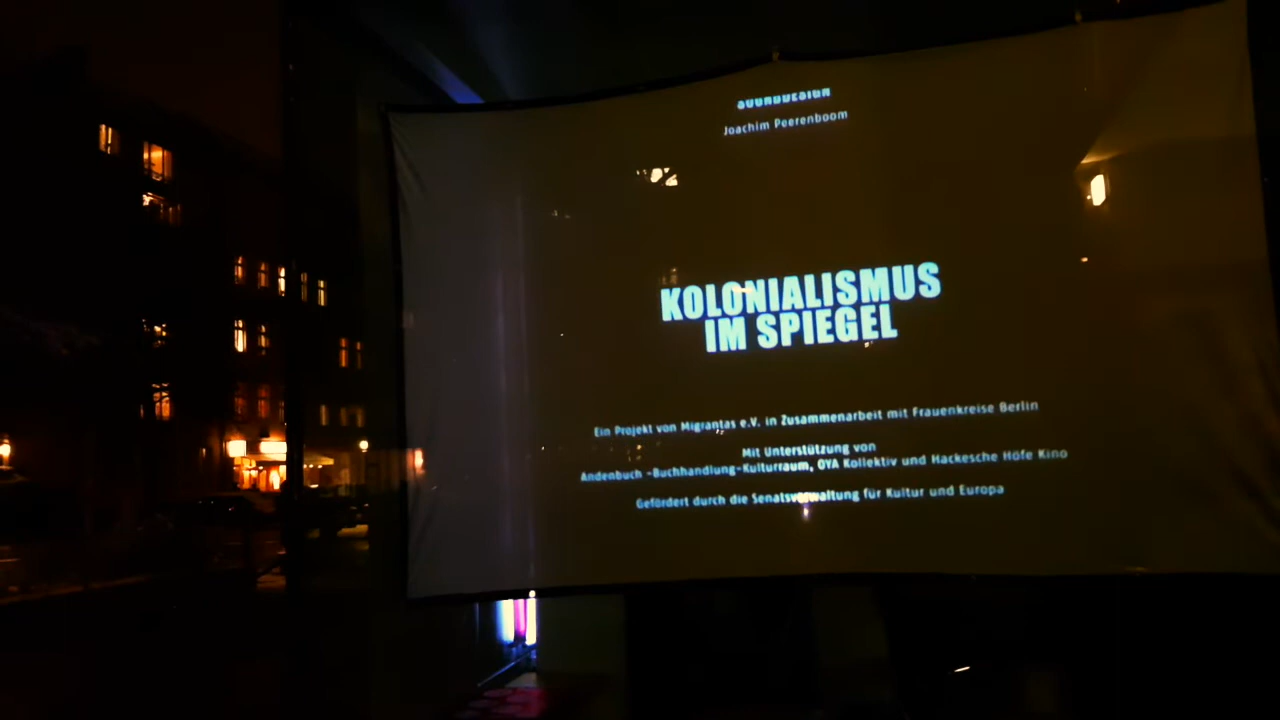 SOUNDDESIGN
Joachim Peerenboom
KOLONIALISMUS
IM SPIEGEL
Ein Projekt von Migrantas e.V. in Zusammenarbeit mit Frauenkreise Berlin
Mit Unterstützung von
Andenbuch -Buchhandlung-Kulturraum, OYA Kollektiv und Hackesche Höfe Kino
Gefördert durch die Senatsverwaltung für Kultur und Europa